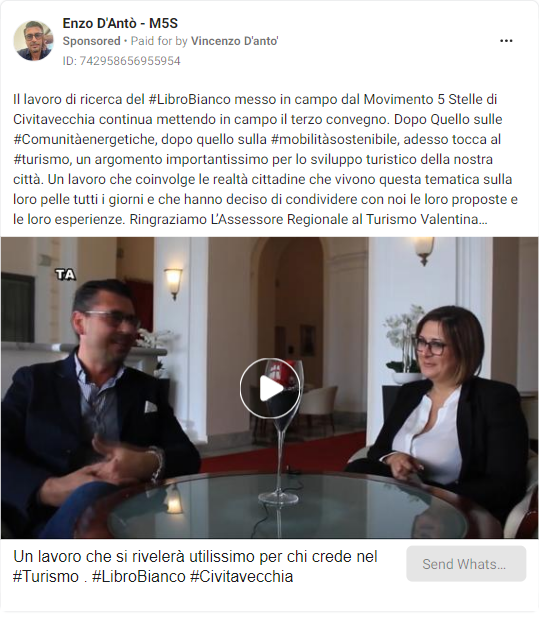 Enzo D'Antò - M5S
Sponsored • Paid for by Vincenzo D'anto'
ID: 742958656955954
Il lavoro di ricerca del #LibroBianco messo in campo dal Movimento 5 Stelle di
Civitavecchia continua mettendo in campo il terzo convegno. Dopo Quello sulle
#Comunitàenergetiche, dopo quello sulla #mobilitàsostenibile, adesso tocca al
#turismo, un argomento importantissimo per lo sviluppo turistico della nostra
città. Un lavoro che coinvolge le realtà cittadine che vivono questa tematica sulla
loro pelle tutti i giorni e che hanno deciso di condividere con noi le loro proposte e
le loro esperienze. Ringraziamo L'Assessore Regionale al Turismo Valentina...
TA
Un lavoro che si rivelerà utilissimo per chi crede nel
#Turismo . #LibroBianco #Civitavecchia
Send Whats...